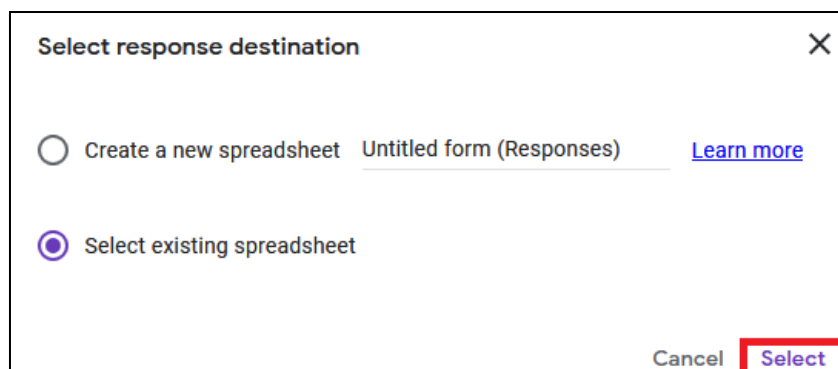 Select response destination
Create a new spreadsheet Untitled form (Responses) Learn more
Select existing spreadsheet
Cancel Select